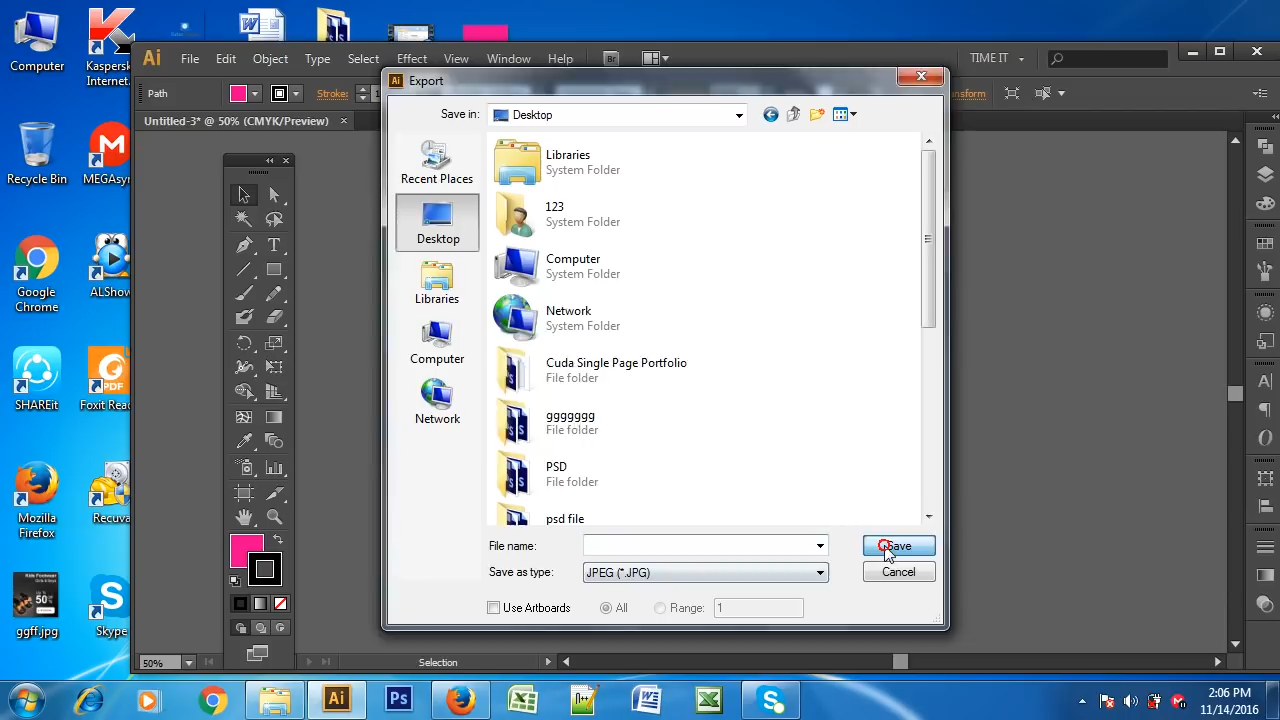 Computer
Kaspersky
Internet.
Recycle Bin
MEGAsyn
Google
Chrome
ALShow
SHAREit
Foxit Read
Mozilla
Firefox
Recuva
ggff.jpg
Skype
Ai
File
Edit
Object
Type
Select
Effect
View
Window
Help
Br
TIME IT
Path
Stroke:
1
ransform
Untitled-3* @ 50% (CMYK/Preview)
Export
Save in:
Desktop
Recent Places
Desktop
Libraries
Computer
Network
Libraries
System Folder
123
System Folder
Computer
System Folder
Network
System Folder
Cuda Single Page Portfolio
File folder
ggggggg
File folder
PSD
File folder
psd file
File name:
Save
Save as type:
JPEG (*.JPG)
Cancel
Use Artboards
All
Range:
1
50%
Selection
2:06 PM
11/14/2016